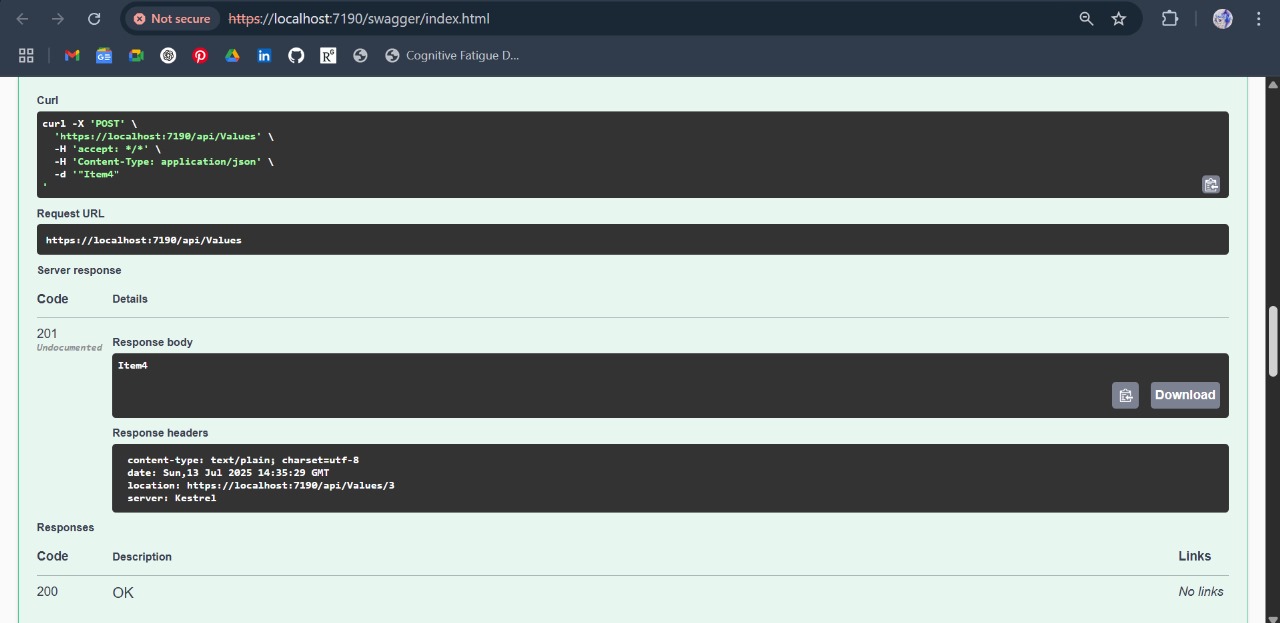 Not secure https://localhost:7190/swagger/index.html
Cognitive Fatigue D...
Curl
curl -X 'POST' \
'https://localhost:7190/api/Values' \
-H 'accept: */*' \
-H 'Content-Type: application/json' \
-d '"Item4"
'
Request URL
https://localhost:7190/api/Values
Server response
Code Details
201
Undocumented
Response body
Item4
Download
Response headers
content-type: text/plain; charset=utf-8
date: Sun,13 Jul 2025 14:35:29 GMT
location: https://localhost:7190/api/Values/3
server: Kestrel
Responses
Code Description Links
200 OK No links